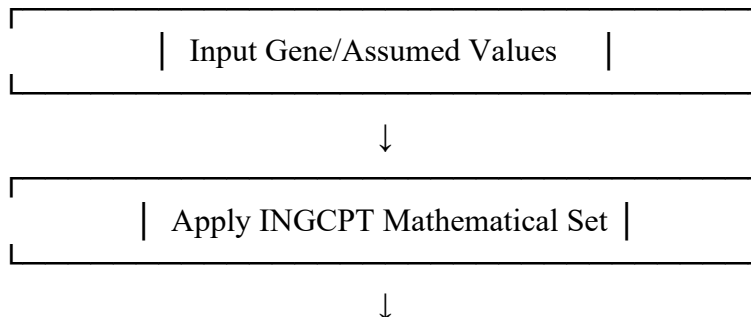 │ Input Gene/Assumed Values │
↓
│ Apply INGCPT Mathematical Set │
↓